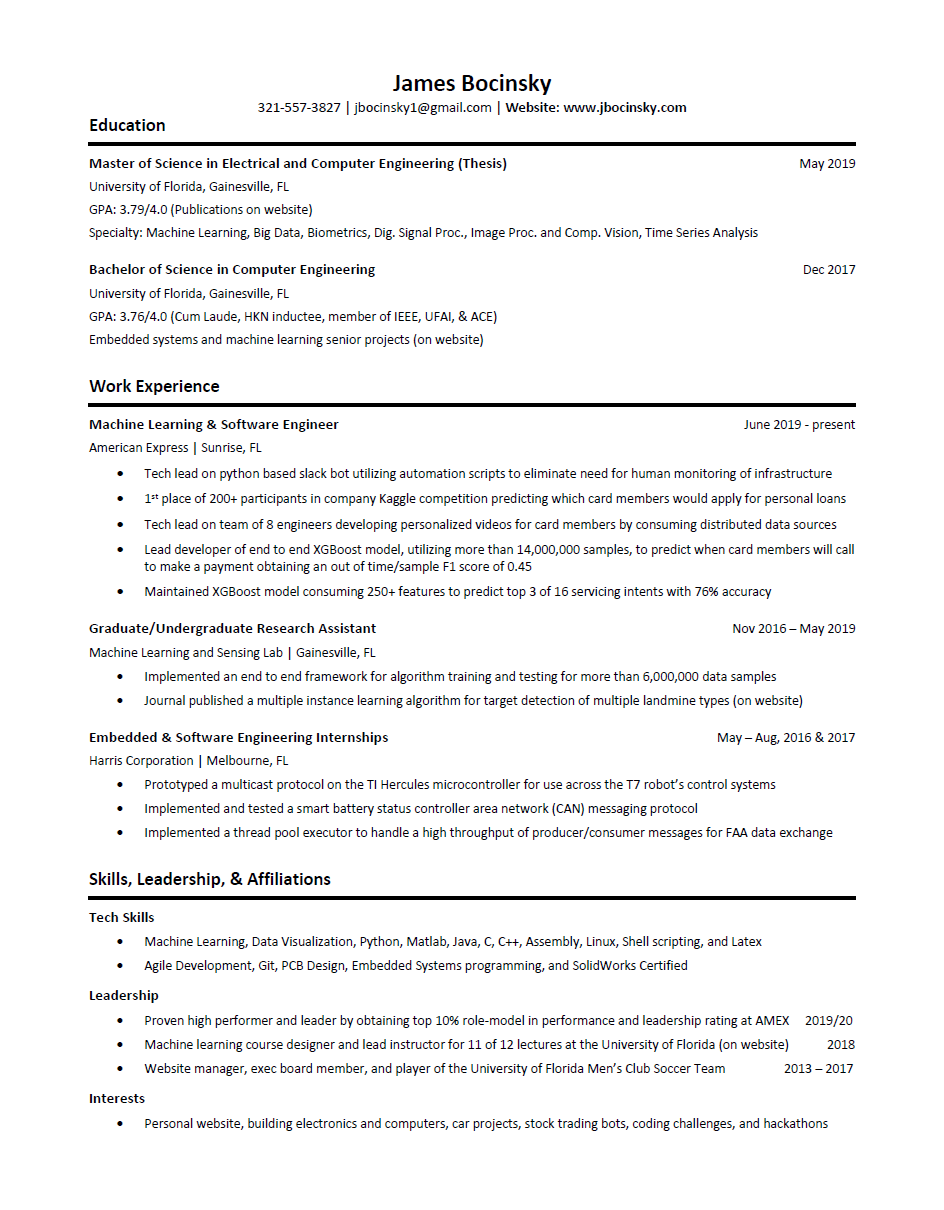 James Bocinsky
321-557-3827 | jbocinsky1@gmail.com | Website: www.jbocinsky.com
Education
Master of Science in Electrical and Computer Engineering (Thesis) May 2019
University of Florida, Gainesville, FL
GPA: 3.79/4.0 (Publications on website)
Specialty: Machine Learning, Big Data, Biometrics, Dig. Signal Proc., Image Proc. and Comp. Vision, Time Series Analysis
Bachelor of Science in Computer Engineering Dec 2017
University of Florida, Gainesville, FL
GPA: 3.76/4.0 (Cum Laude, HKN inductee, member of IEEE, UFAI, & ACE)
Embedded systems and machine learning senior projects (on website)
Work Experience
Machine Learning & Software Engineer June 2019 - present
American Express | Sunrise, FL
• Tech lead on python based slack bot utilizing automation scripts to eliminate need for human monitoring of infrastructure
• 1st place of 200+ participants in company Kaggle competition predicting which card members would apply for personal loans
• Tech lead on team of 8 engineers developing personalized videos for card members by consuming distributed data sources
• Lead developer of end to end XGBoost model, utilizing more than 14,000,000 samples, to predict when card members will call
to make a payment obtaining an out of time/sample F1 score of 0.45
• Maintained XGBoost model consuming 250+ features to predict top 3 of 16 servicing intents with 76% accuracy
Graduate/Undergraduate Research Assistant Nov 2016 – May 2019
Machine Learning and Sensing Lab | Gainesville, FL
• Implemented an end to end framework for algorithm training and testing for more than 6,000,000 data samples
• Journal published a multiple instance learning algorithm for target detection of multiple landmine types (on website)
Embedded & Software Engineering Internships May – Aug, 2016 & 2017
Harris Corporation | Melbourne, FL
• Prototyped a multicast protocol on the TI Hercules microcontroller for use across the T7 robot’s control systems
• Implemented and tested a smart battery status controller area network (CAN) messaging protocol
• Implemented a thread pool executor to handle a high throughput of producer/consumer messages for FAA data exchange
Skills, Leadership, & Affiliations
Tech Skills
• Machine Learning, Data Visualization, Python, Matlab, Java, C, C++, Assembly, Linux, Shell scripting, and Latex
• Agile Development, Git, PCB Design, Embedded Systems programming, and SolidWorks Certified
Leadership
• Proven high performer and leader by obtaining top 10% role-model in performance and leadership rating at AMEX 2019/20
• Machine learning course designer and lead instructor for 11 of 12 lectures at the University of Florida (on website) 2018
• Website manager, exec board member, and player of the University of Florida Men’s Club Soccer Team 2013 – 2017
Interests
• Personal website, building electronics and computers, car projects, stock trading bots, coding challenges, and hackathons